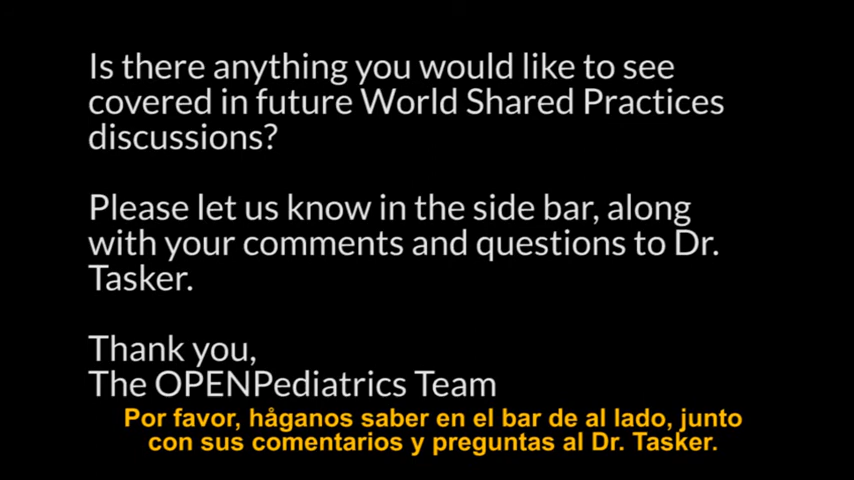 Is there anything you would like to see
covered in future World Shared Practices
discussions?
Please let us know in the side bar, along
with your comments and questions to Dr.
Tasker.
Thank you,
The OPENPediatrics Team
Por favor, håganos saber en el bar de al lado, junto
con sus comentarios y preguntas al Dr. Tasker.